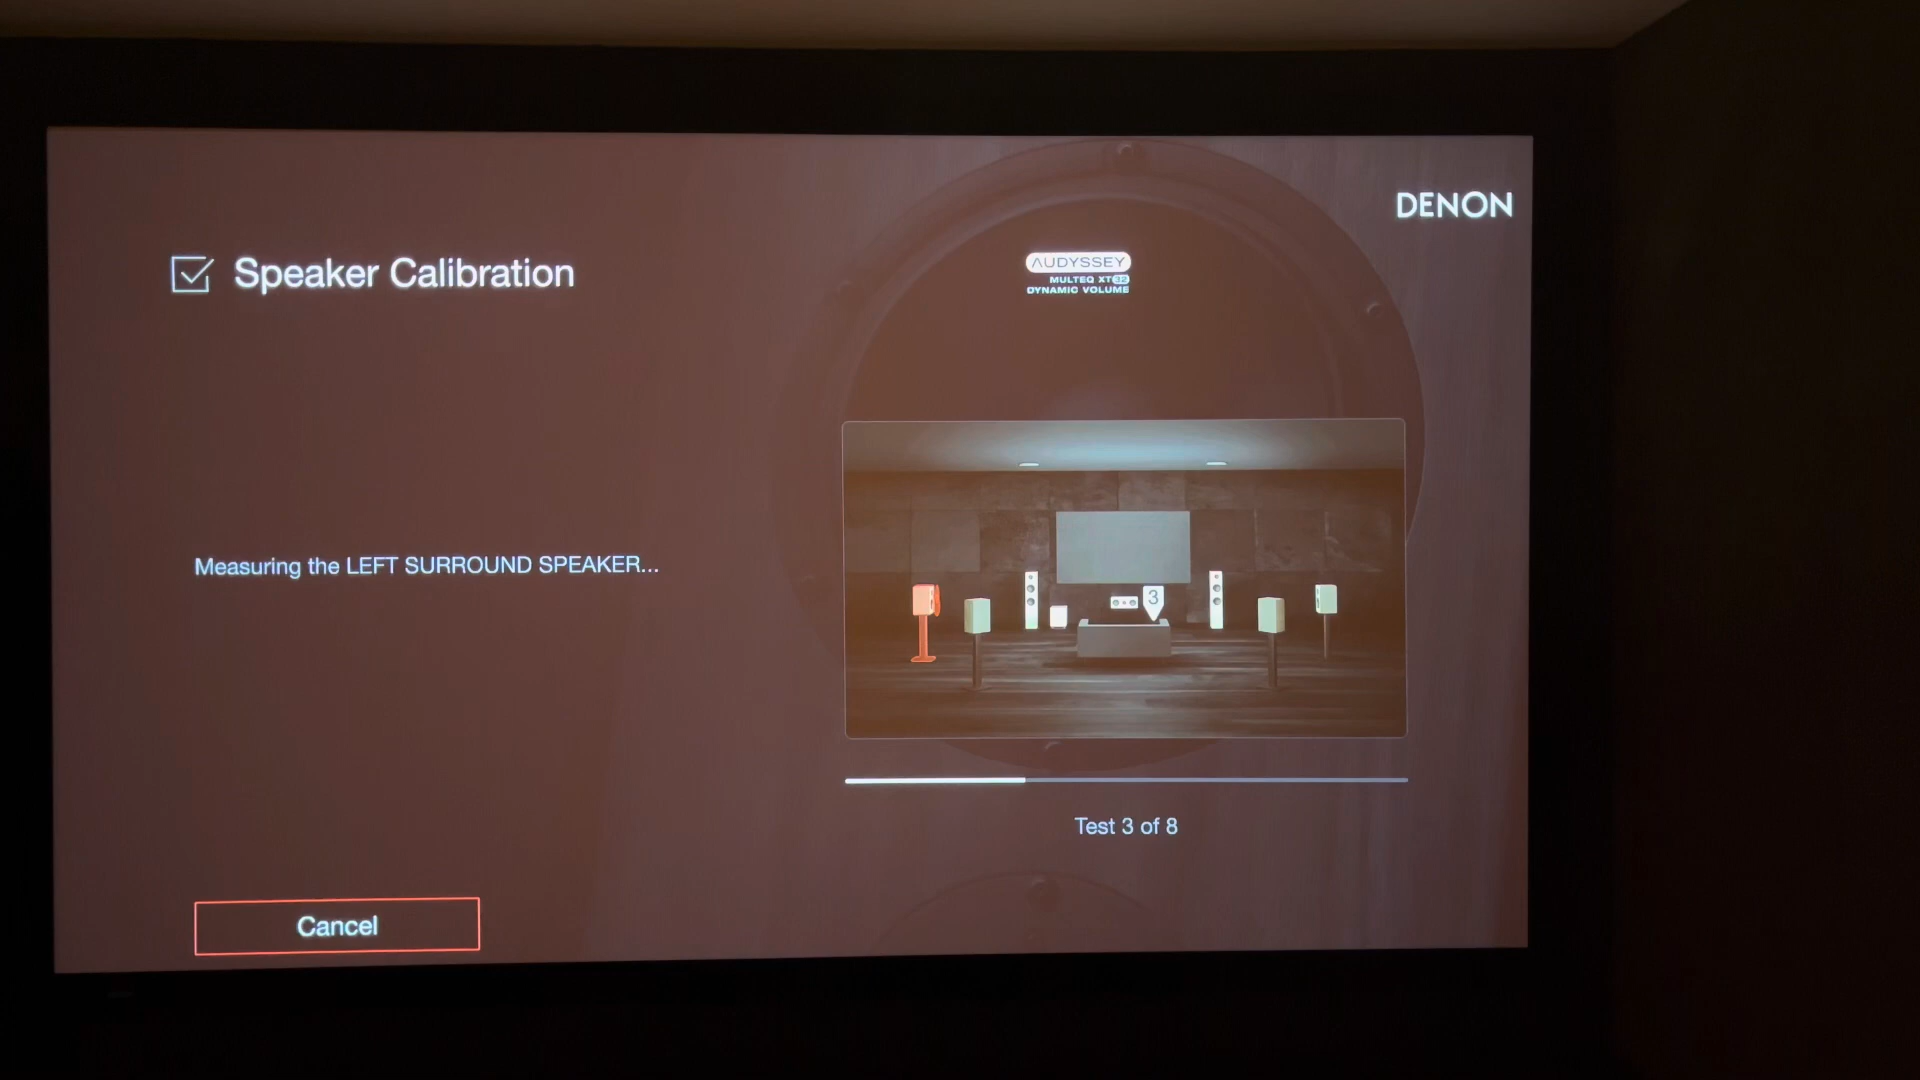 DENON
Speaker Calibration
AUDYSSEY
MULTEQ XT32
DYNAMIC VOLUME
Measuring the LEFT SURROUND SPEAKER...
3
Test 3 of 8
Cancel